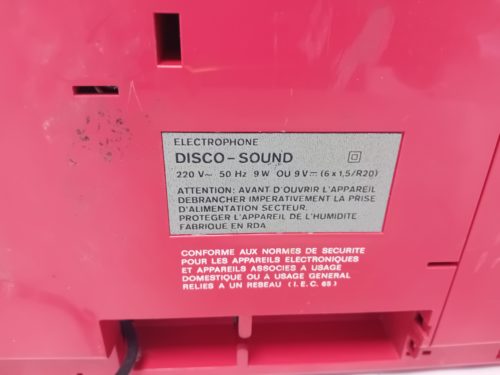 ELECTROPHONE
DISCO-SOUND
220 V~ 50 Hz 9 W OU 9 V⎓ (6 x 1,5/R20)
ATTENTION: AVANT D'OUVRIR L'APPAREIL
DEBRANCHER IMPERATIVEMENT LA PRISE
D'ALIMENTATION SECTEUR.
PROTEGER L'APPAREIL DE L'HUMIDITE
FABRIQUE EN RDA
CONFORME AUX NORMES DE SECURITE
POUR LES APPAREILS ELECTRONIQUES
ET APPAREILS ASSOCIES A USAGE
DOMESTIQUE OU A USAGE GENERAL
RELIES A UN RESEAU (I.E.C. 65)